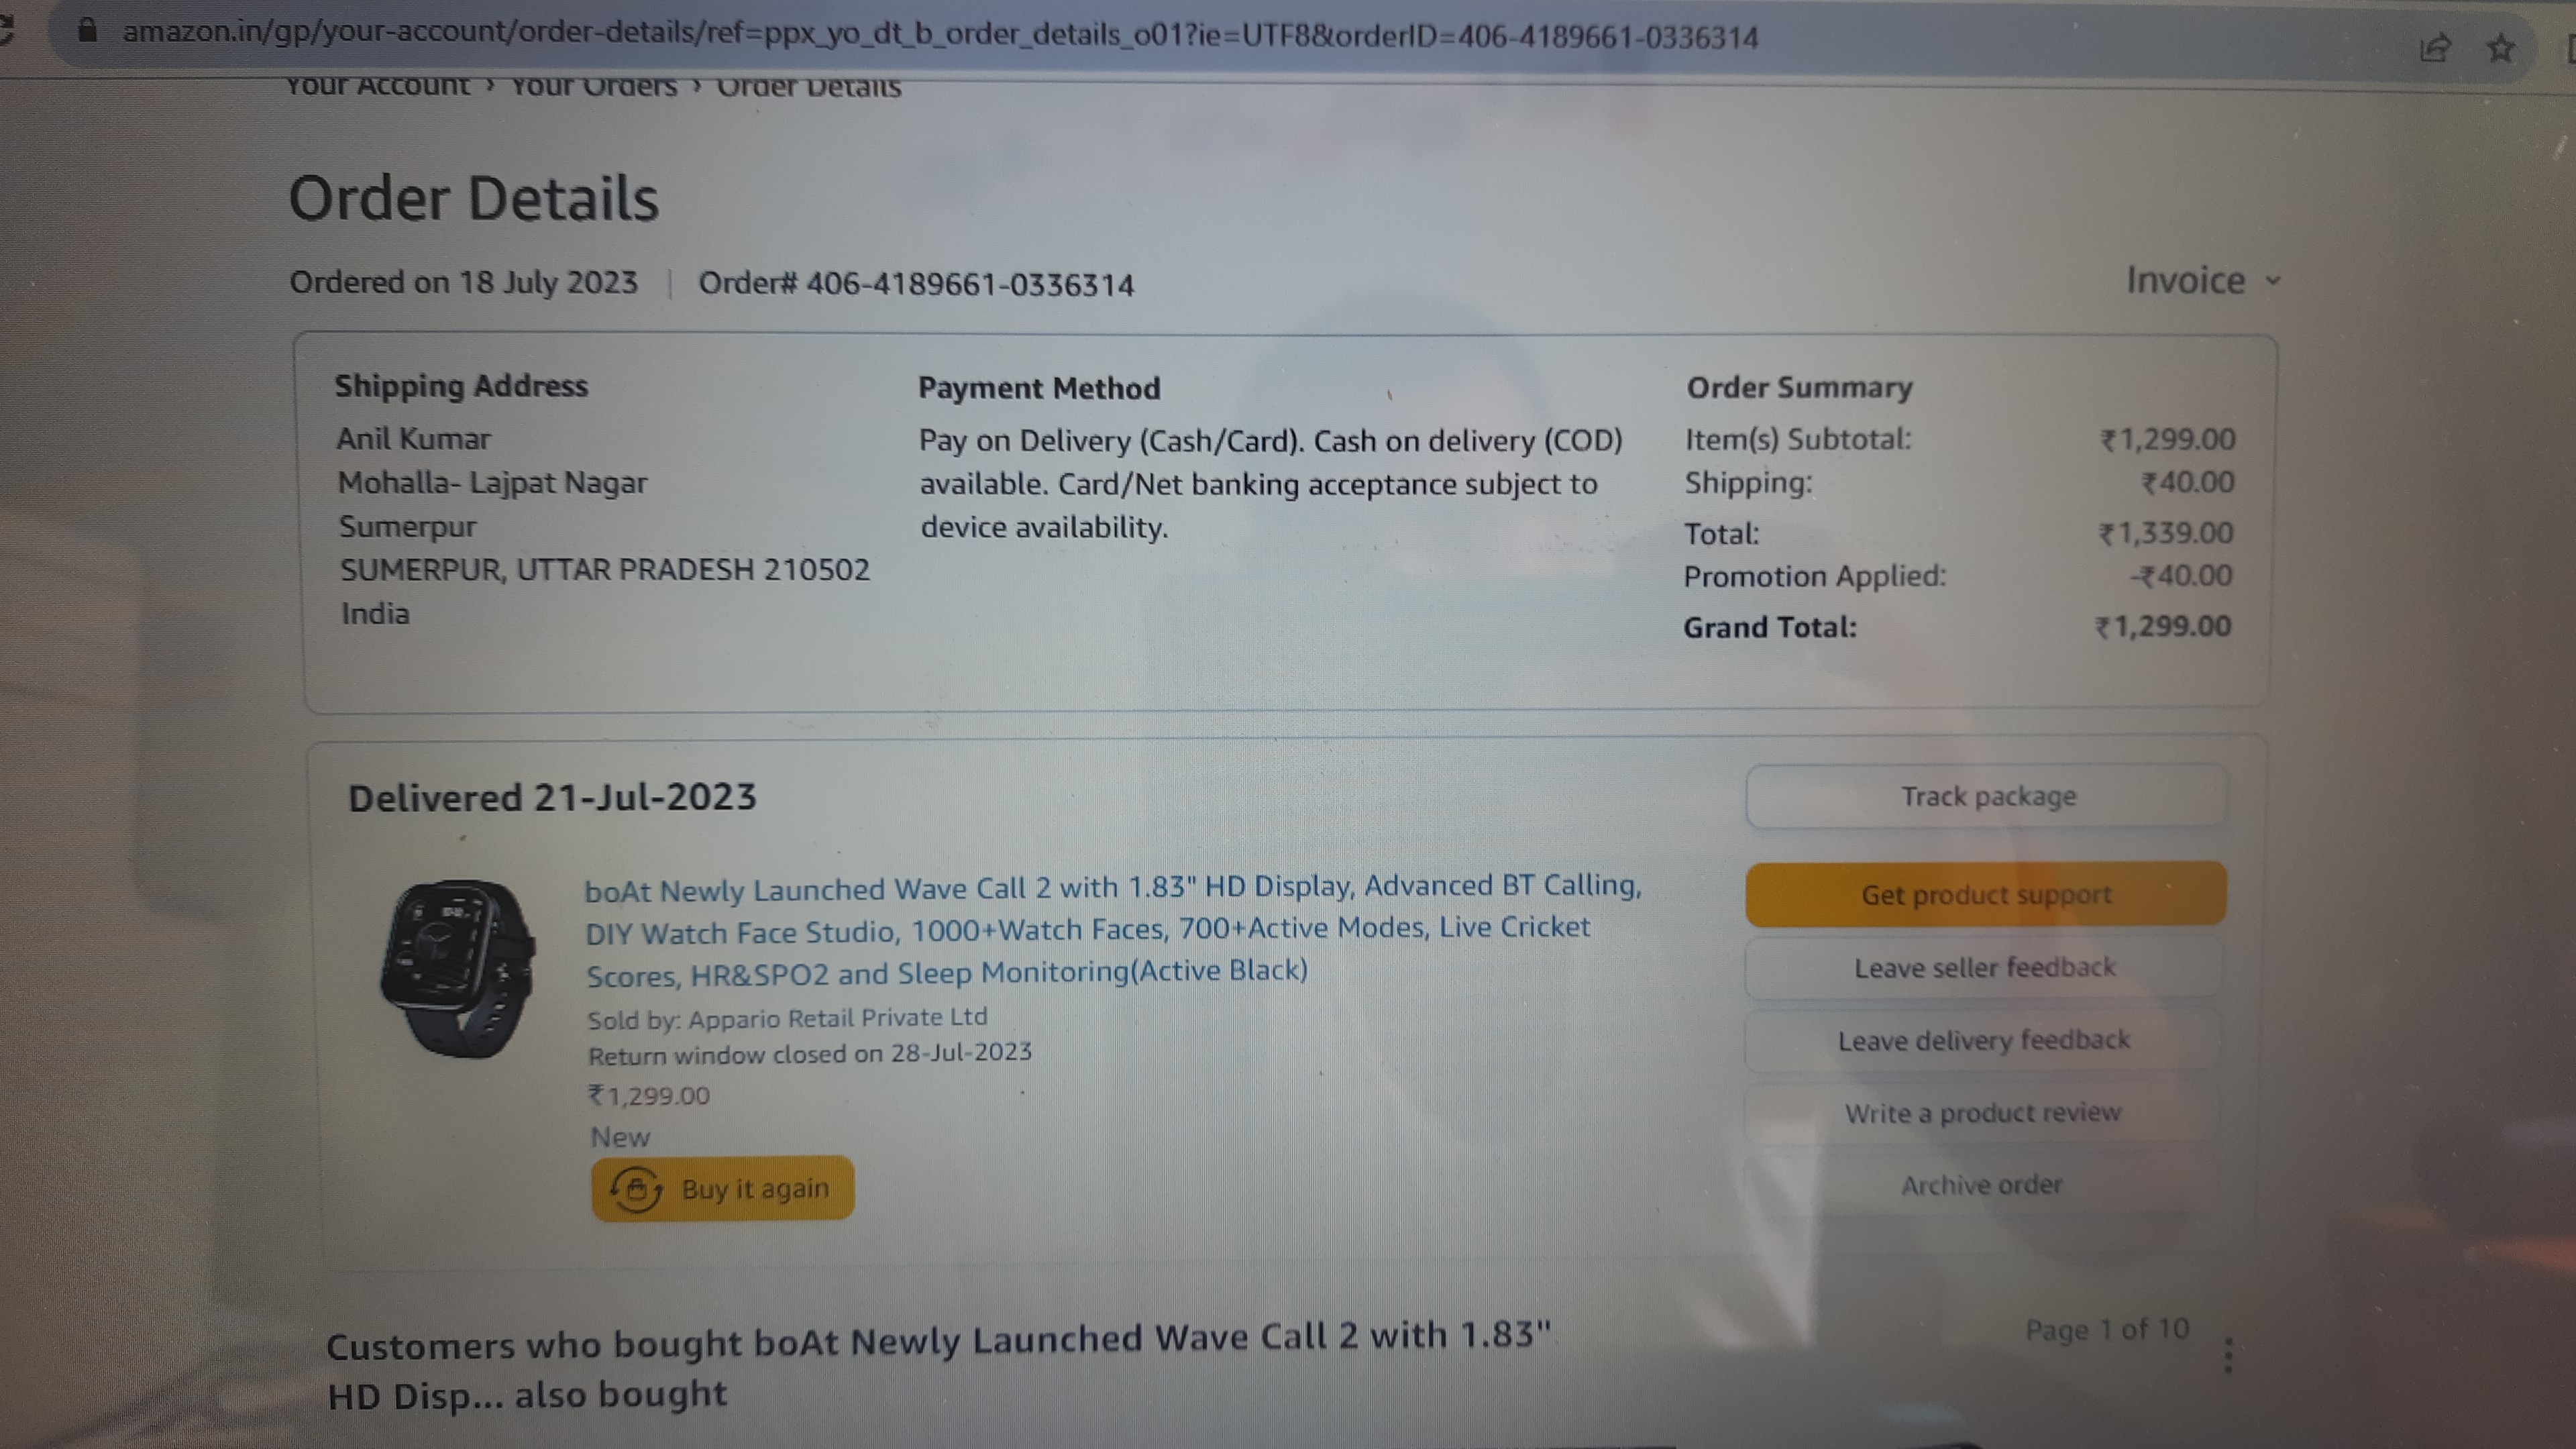 amazon.in/gp/your-account/order-details/ref=ppx_yo_dt_b_order_details_o01?ie=UTF8&orderID=406-4189661-0336314
Your Account › Your Orders › Order Details
Order Details
Ordered on 18 July 2023 | Order# 406-4189661-0336314
Invoice
Shipping Address
Anil Kumar
Mohalla- Lajpat Nagar
Sumerpur
SUMERPUR, UTTAR PRADESH 210502
India
Payment Method
Pay on Delivery (Cash/Card). Cash on delivery (COD)
available. Card/Net banking acceptance subject to
device availability.
Order Summary
Item(s) Subtotal: ₹1,299.00
Shipping: ₹40.00
Total: ₹1,339.00
Promotion Applied: -₹40.00
Grand Total: ₹1,299.00
Delivered 21-Jul-2023
boAt Newly Launched Wave Call 2 with 1.83" HD Display, Advanced BT Calling,
DIY Watch Face Studio, 1000+Watch Faces, 700+Active Modes, Live Cricket
Scores, HR&SPO2 and Sleep Monitoring(Active Black)
Sold by: Appario Retail Private Ltd
Return window closed on 28-Jul-2023
₹1,299.00
New
Buy it again
Track package
Get product support
Leave seller feedback
Leave delivery feedback
Write a product review
Archive order
Customers who bought boAt Newly Launched Wave Call 2 with 1.83"
HD Disp... also bought
Page 1 of 10